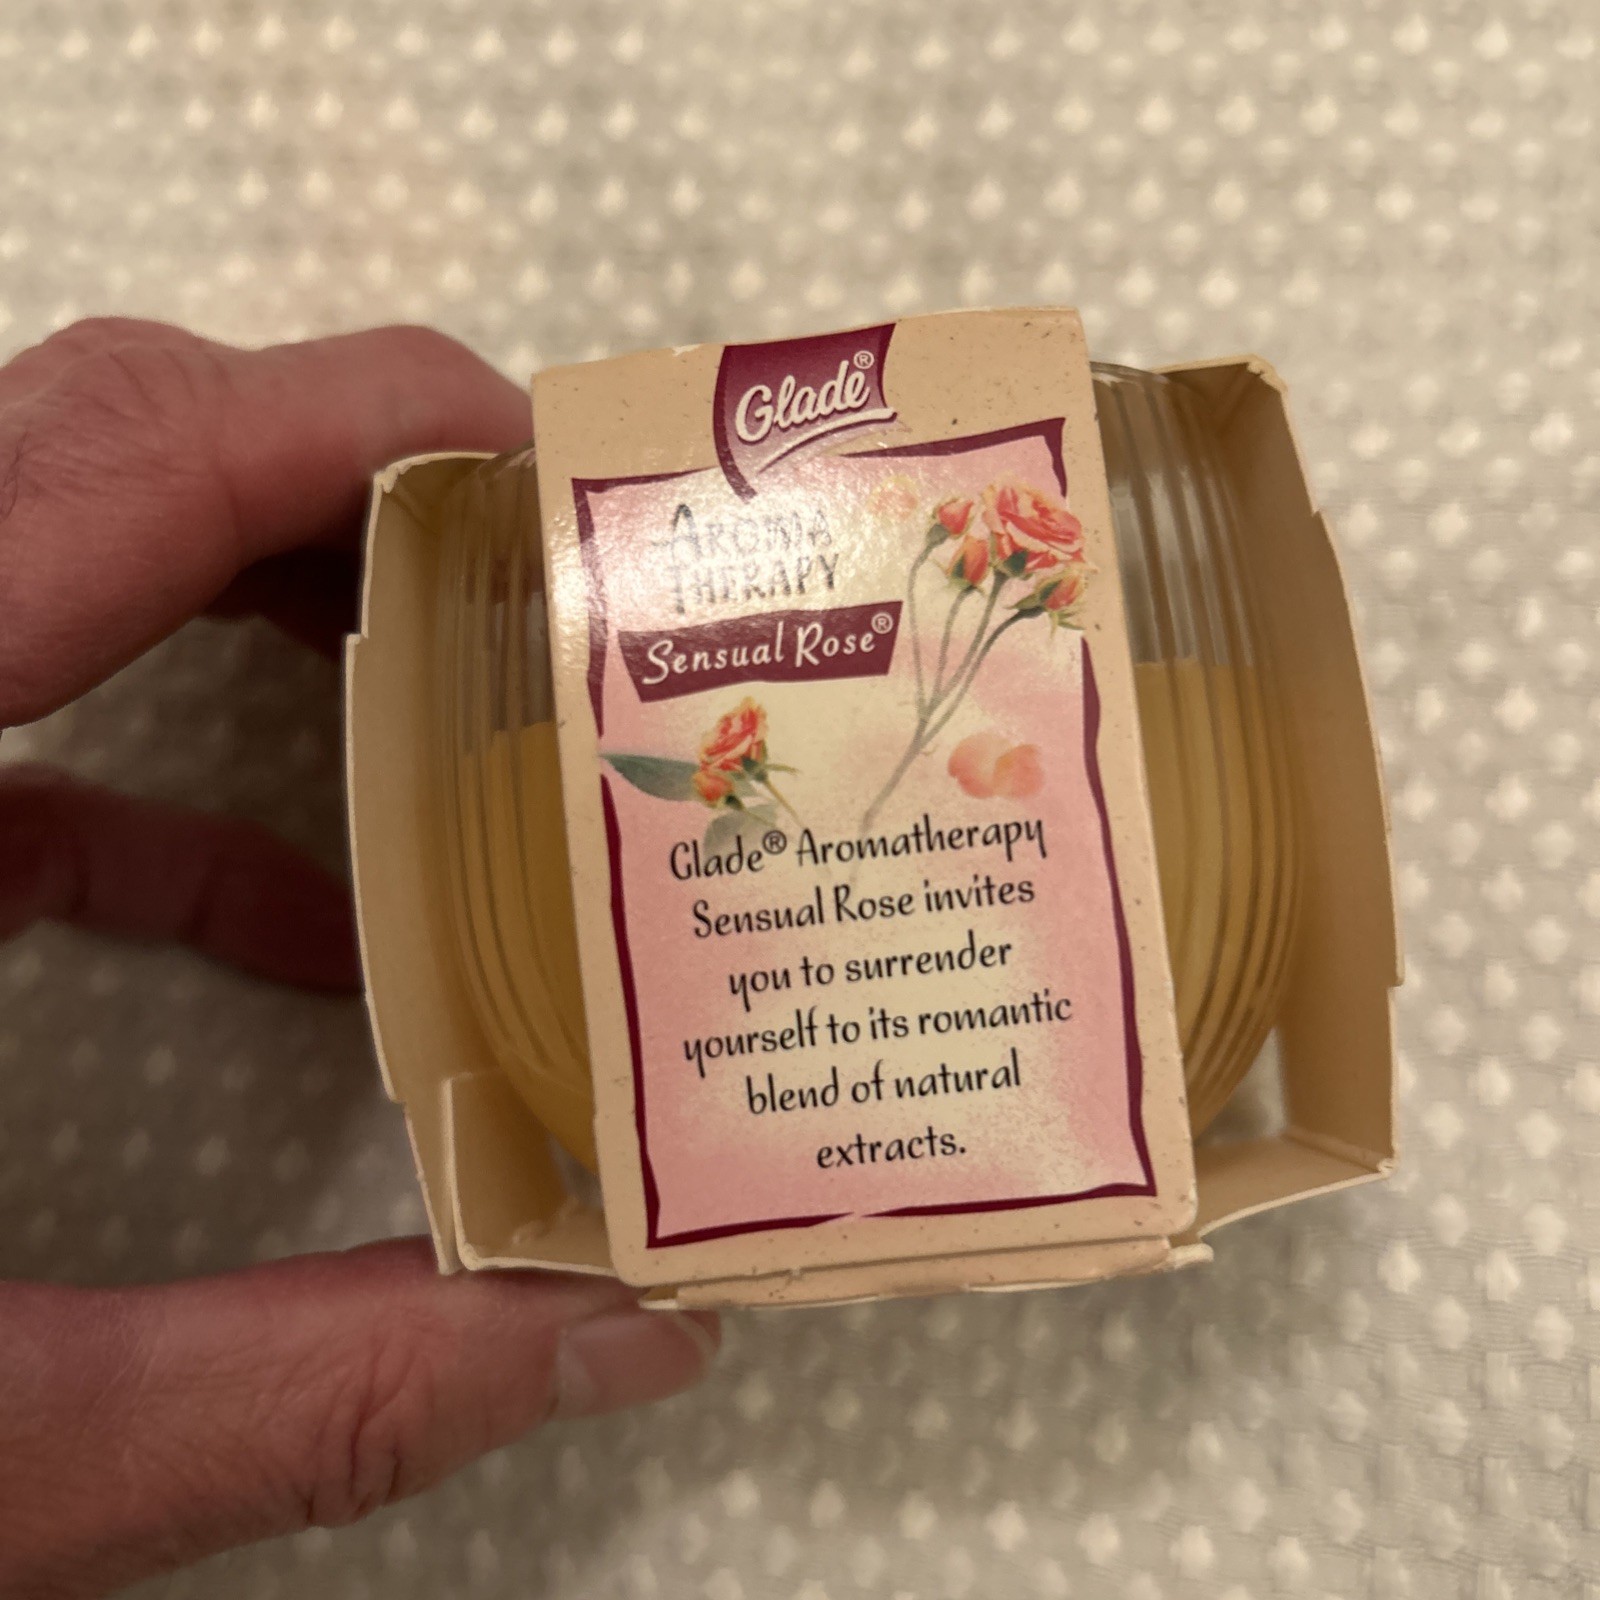 Glade®
AROMA
THERAPY
Sensual Rose®
Glade® Aromatherapy
Sensual Rose invites
you to surrender
yourself to its romantic
blend of natural
extracts.